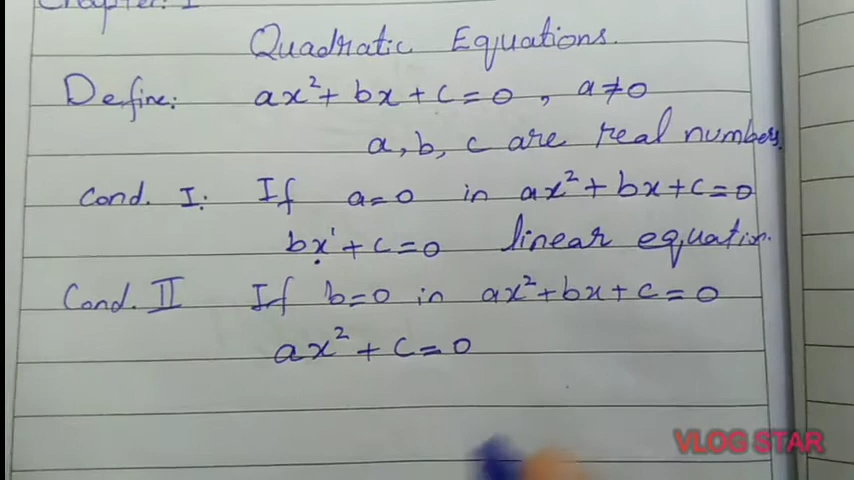 Chapter: I
Quadratic Equations.
Define: ax²+ bx + c = 0 , a≠0
a, b, c are real numbers.
Cond. I: If a=0 in ax²+bx+c=0
bx¹+c=0 linear equation.
Cond. II If b=0 in ax²+bx+c=0
ax²+c=0
VLOG STAR